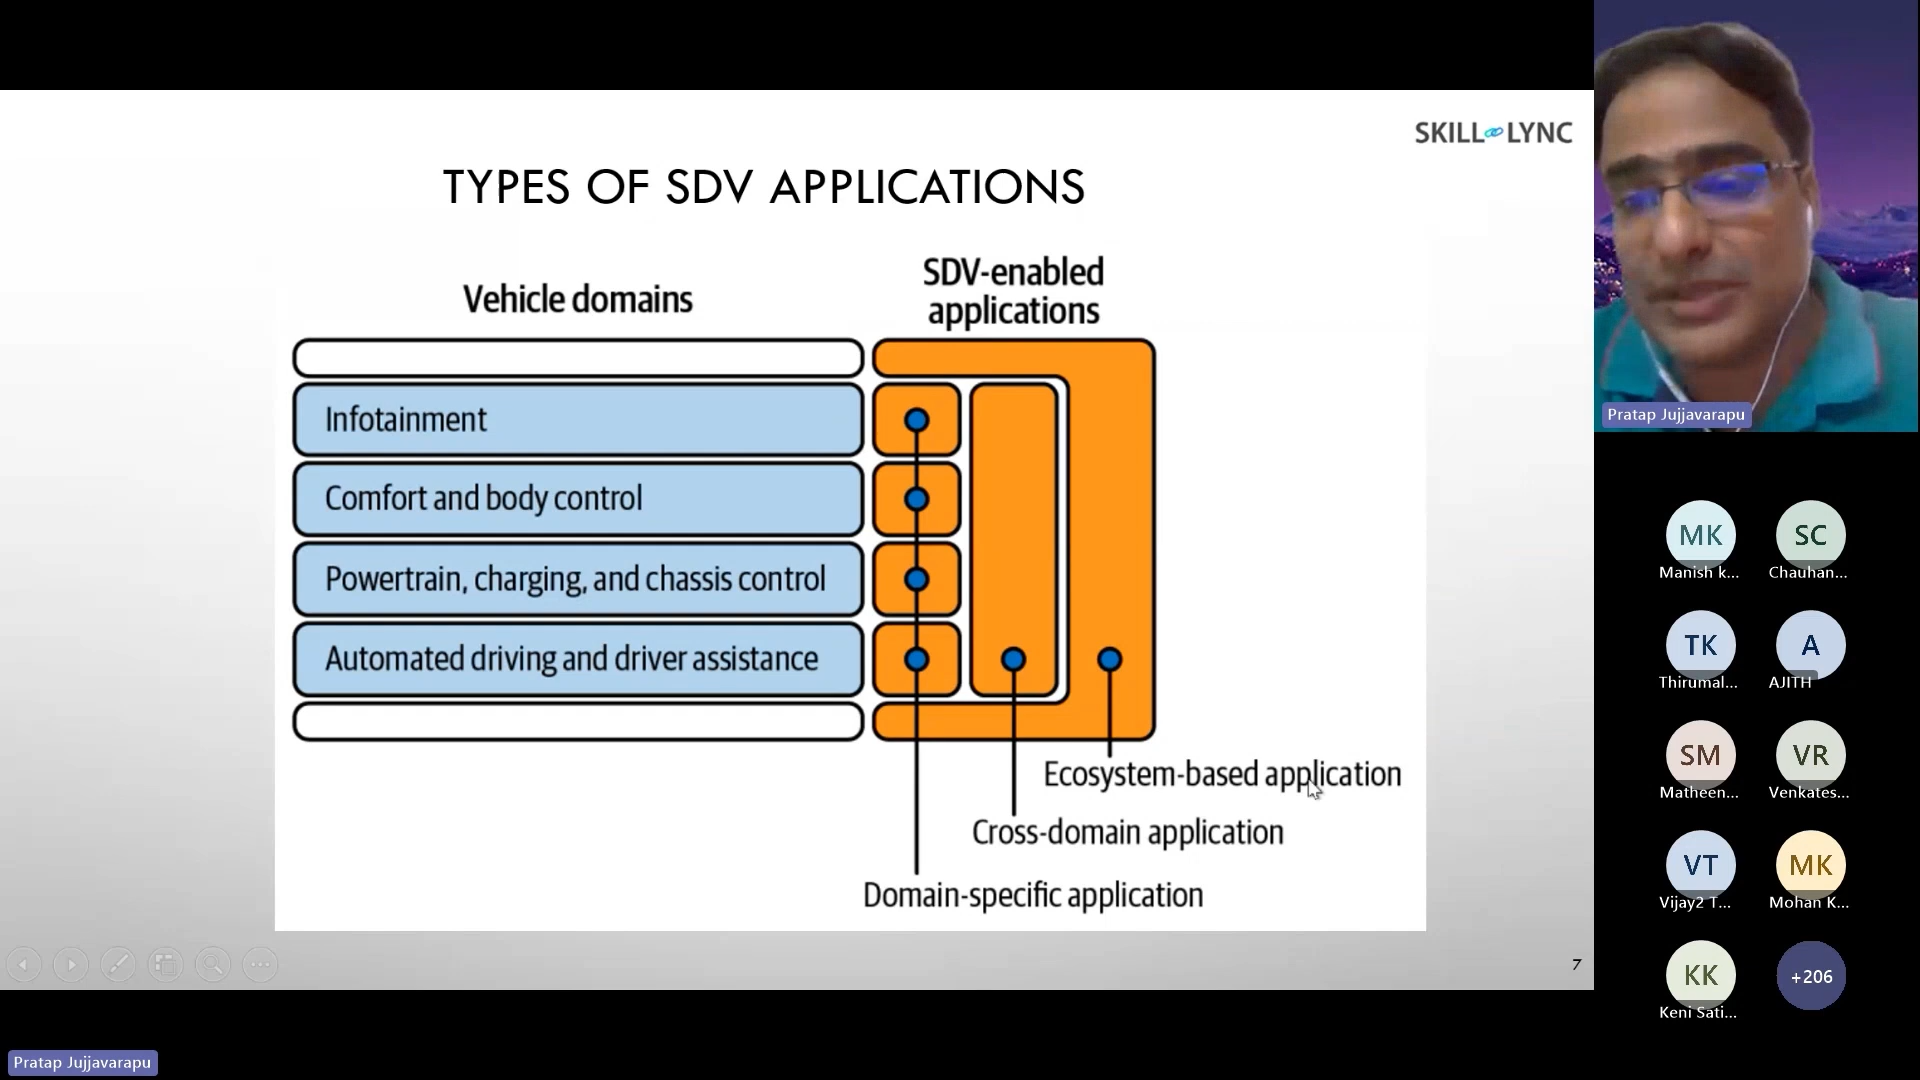 SKILL LYNC
TYPES OF SDV APPLICATIONS
Vehicle domains
SDV-enabled
applications
Infotainment
Comfort and body control
Powertrain, charging, and chassis control
Automated driving and driver assistance
Ecosystem-based application
Cross-domain application
Domain-specific application
7
Pratap Jujjavarapu
Pratap Jujjavarapu
MK
Manish k...
SC
Chauhan...
TK
Thirumal...
A
AJITH
SM
Matheen...
VR
Venkates...
VT
Vijay2 T...
MK
Mohan K...
KK
Keni Sati...
+206